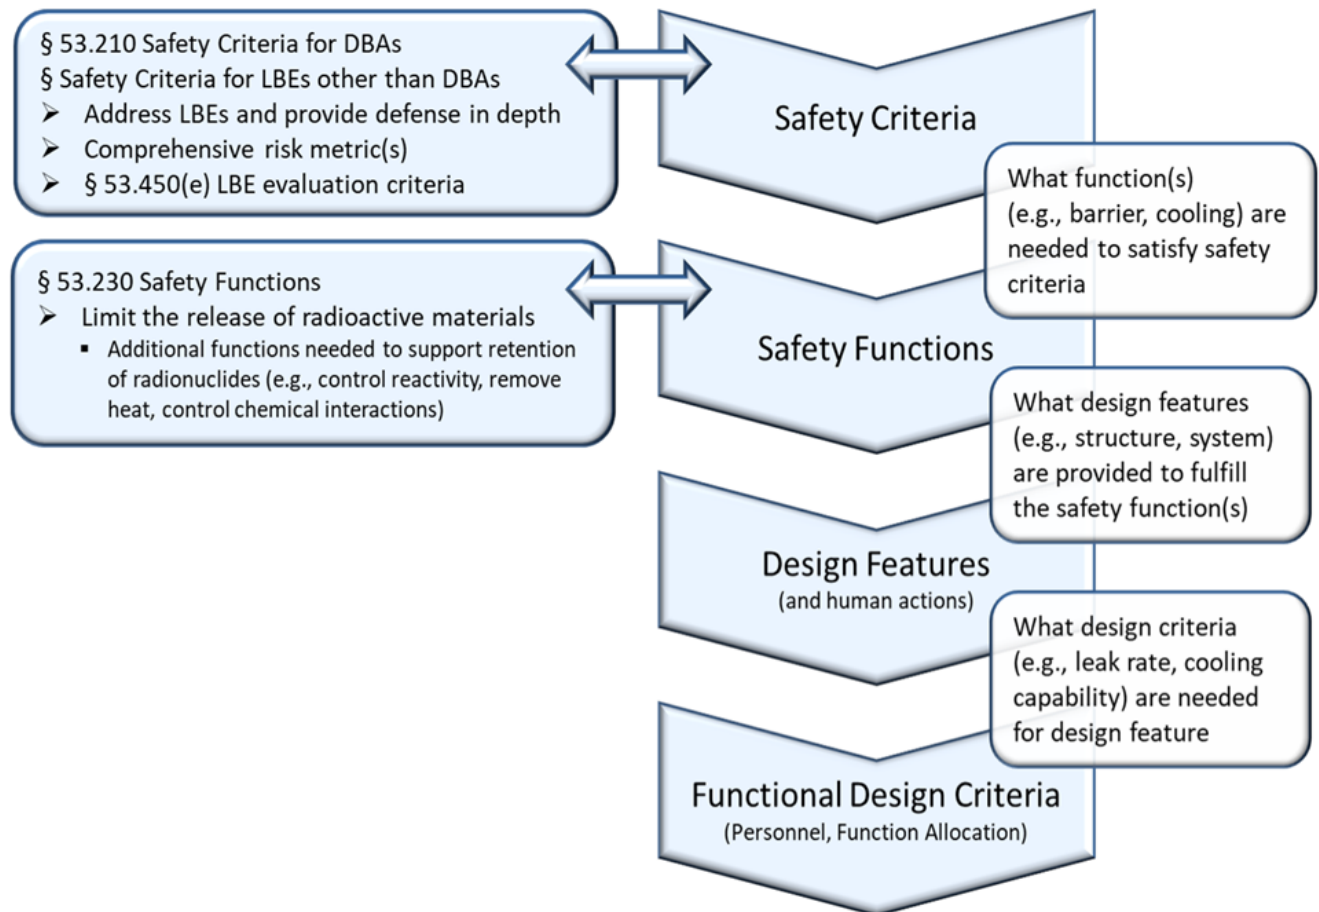 § 53.210 Safety Criteria for DBAs
§ Safety Criteria for LBEs other than DBAs
➢ Address LBEs and provide defense in depth
➢ Comprehensive risk metric(s)
➢ § 53.450(e) LBE evaluation criteria
Safety Criteria
What function(s)
(e.g., barrier, cooling) are
needed to satisfy safety
criteria
§ 53.230 Safety Functions
➢ Limit the release of radioactive materials
▪ Additional functions needed to support retention
of radionuclides (e.g., control reactivity, remove
heat, control chemical interactions)
Safety Functions
What design features
(e.g., structure, system)
are provided to fulfill
the safety function(s)
Design Features
(and human actions)
What design criteria
(e.g., leak rate, cooling
capability) are needed
for design feature
Functional Design Criteria
(Personnel, Function Allocation)